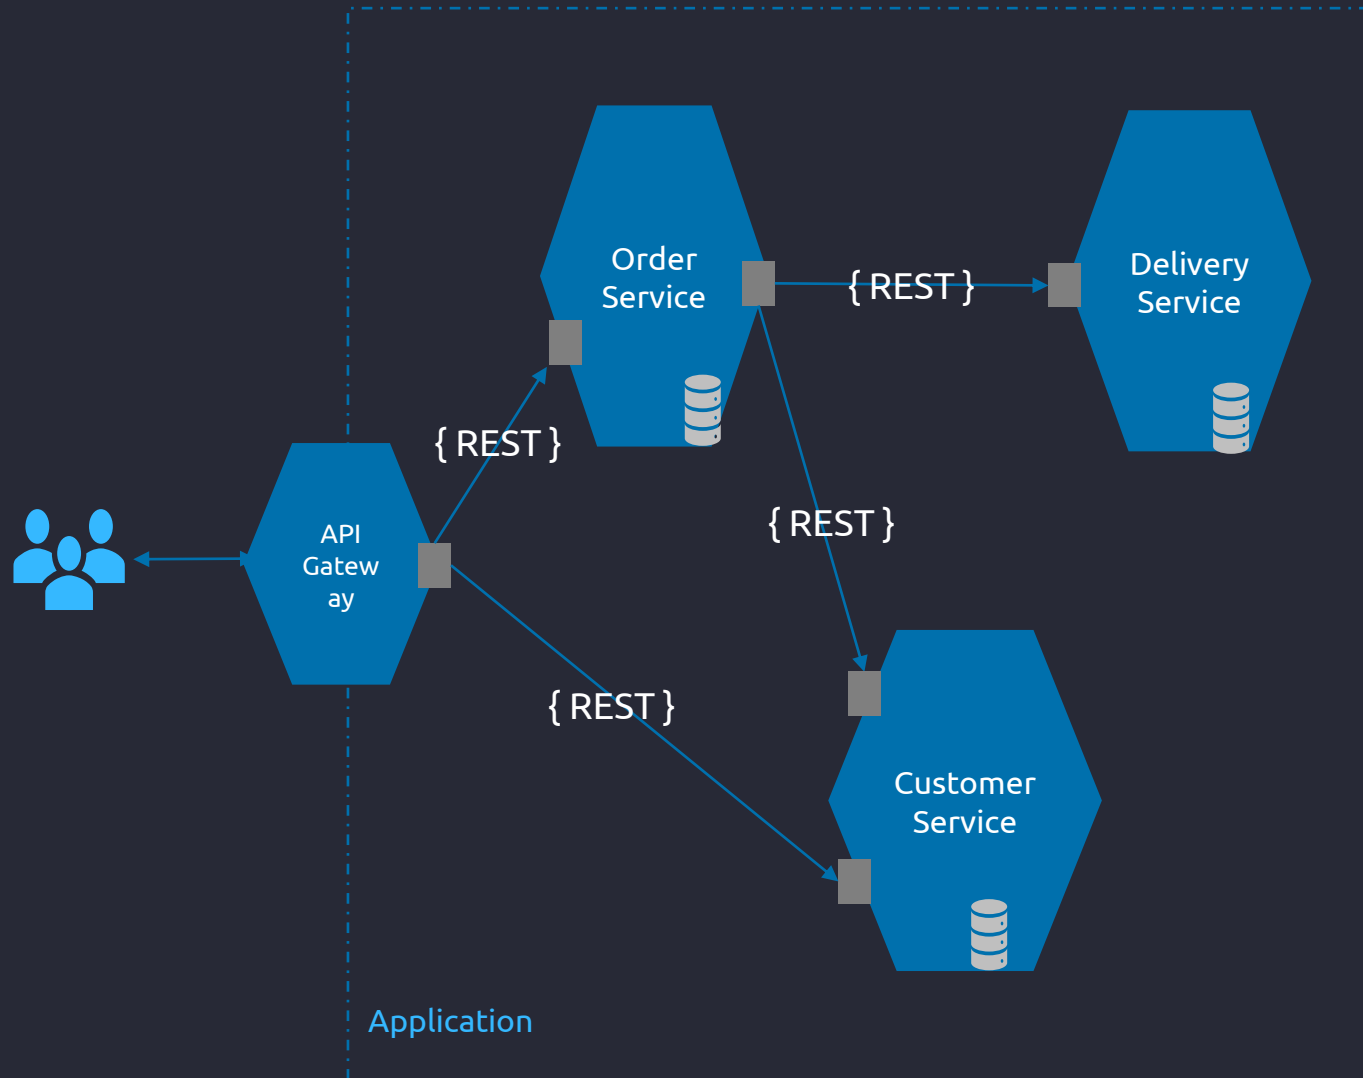 Order
Service
{ REST }
Delivery
Service
{ REST }
API
Gatew
ay
{ REST }
{ REST }
Customer
Service
Application